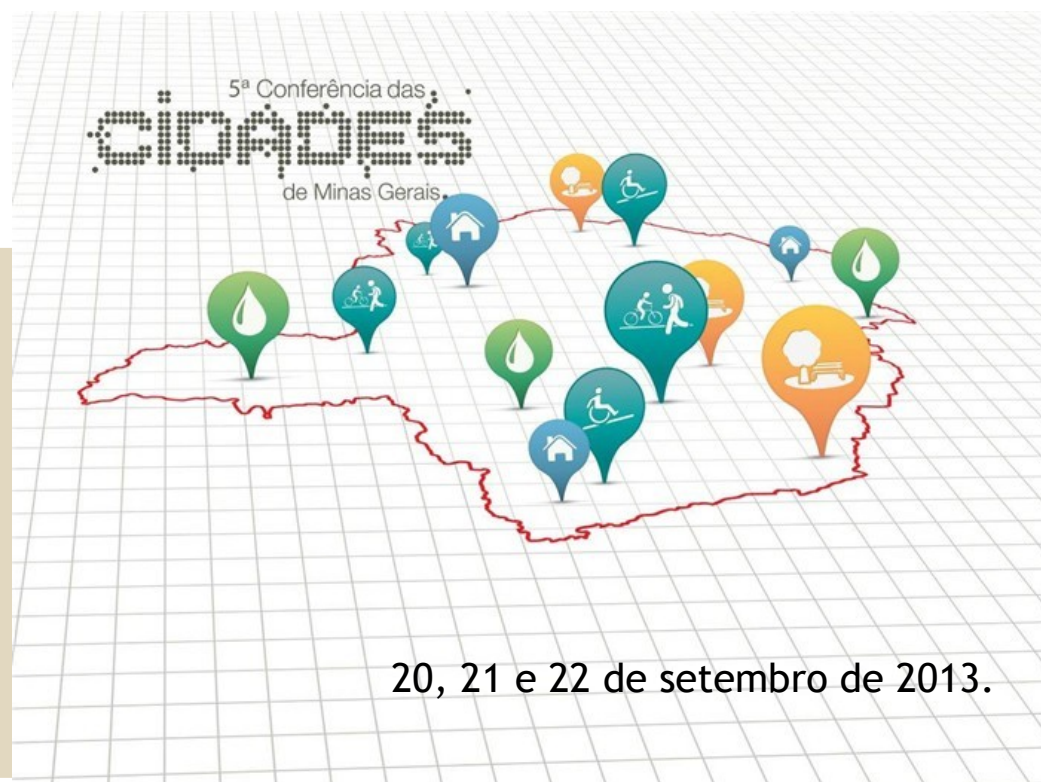 5ª Conferência das
CIDADES
de Minas Gerais
20, 21 e 22 de setembro de 2013.